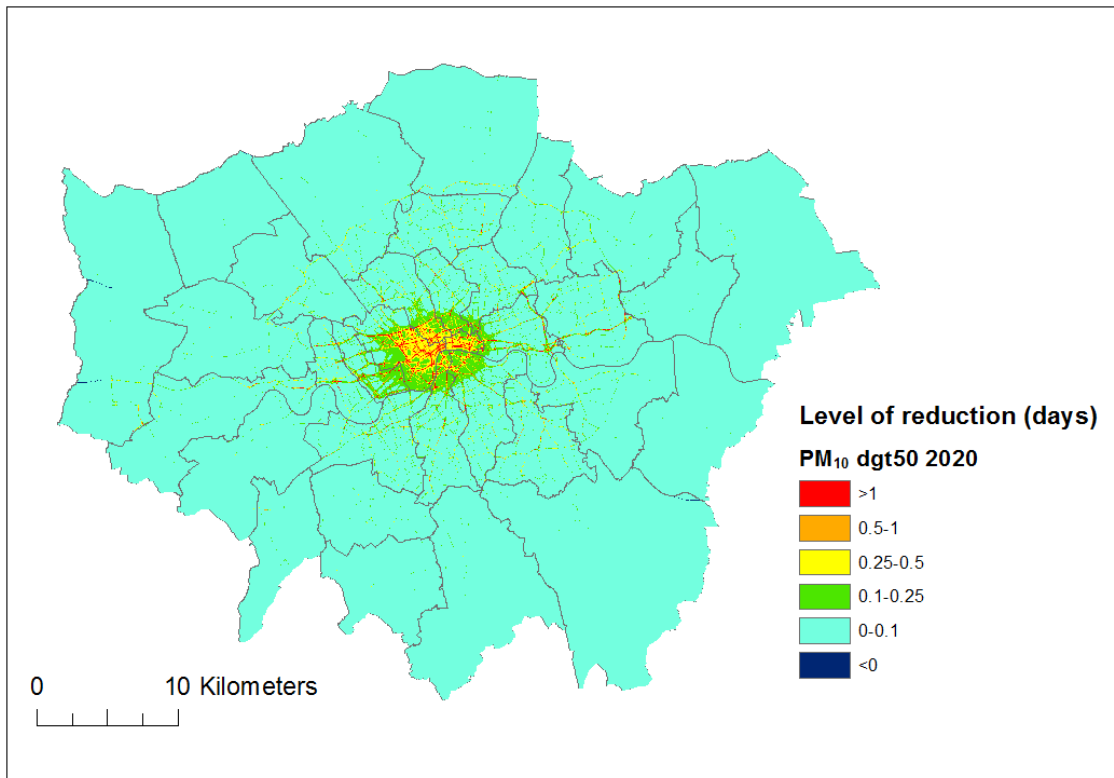 Level of reduction (days)
PM₁₀ dgt50 2020
>1
0.5-1
0.25-0.5
0.1-0.25
0-0.1
<0
0 10 Kilometers